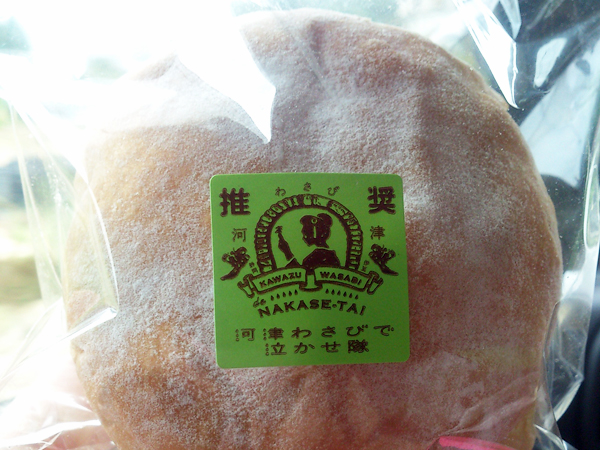 わさび
推 奨
河 津
KAWAZU WASABI
de
NAKASE-TAI
河津わさびで
泣かせ隊